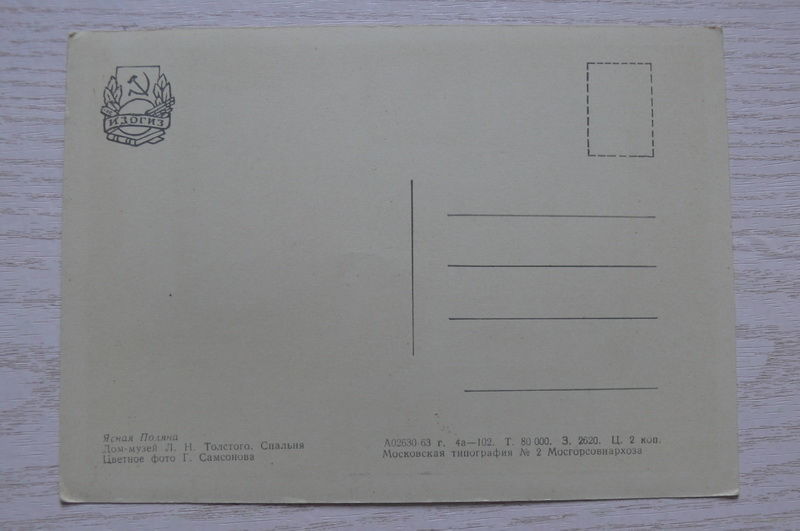 ИЗОГИЗ
Ясная Поляна
Дом-музей Л. Н. Толстого. Спальня
Цветное фото Г. Самсонова
А02630-63 г. 4а—102. Т. 80 000. З. 2620. Ц. 2 коп.
Московская типография № 2 Мосгорсовнархоза